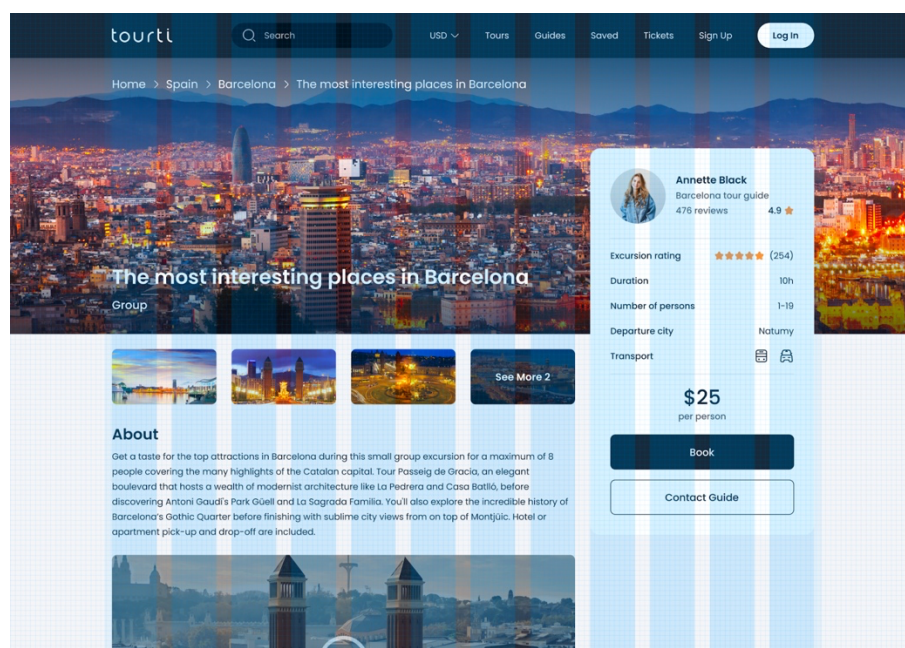 tourti
Search
USD
Tours
Guides
Saved
Tickets
Sign Up
Log In
Home > Spain > Barcelona > The most interesting places in Barcelona
The most interesting places in Barcelona
Group
See More 2
About
Get a taste for the top attractions in Barcelona during this small group excursion for a maximum of 8
people covering the many highlights of the Catalan capital. Tour Passeig de Gracia, an elegant
boulevard that hosts a wealth of modernist architecture like La Pedrera and Casa Batlló, before
discovering Antoni Gaudí's Park Güell and La Sagrada Familia. You'll also explore the incredible history of
Barcelona's Gothic Quarter before finishing with sublime city views from on top of Montjüic. Hotel or
apartment pick-up and drop-off are included.
Annette Black
Barcelona tour guide
476 reviews 4.9
Excursion rating (254)
Duration 10h
Number of persons 1-19
Departure city Natumy
Transport
$25
per person
Book
Contact Guide